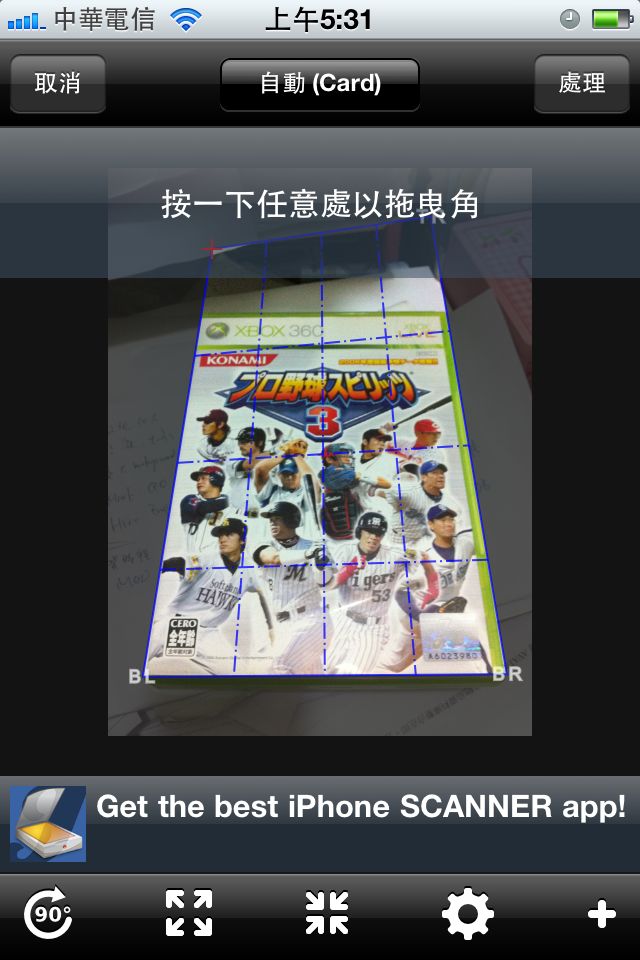 中華電信
上午5:31
取消
自動 (Card)
處理
按一下任意處以拖曳角
TR
XBOX 360
KONAMI
プロ野球スピリッツ
3
Softbank
HAWKS
M
Tigers
53
CERO
全年齢
A6023980
BL
BR
Get the best iPhone SCANNER app!
90°